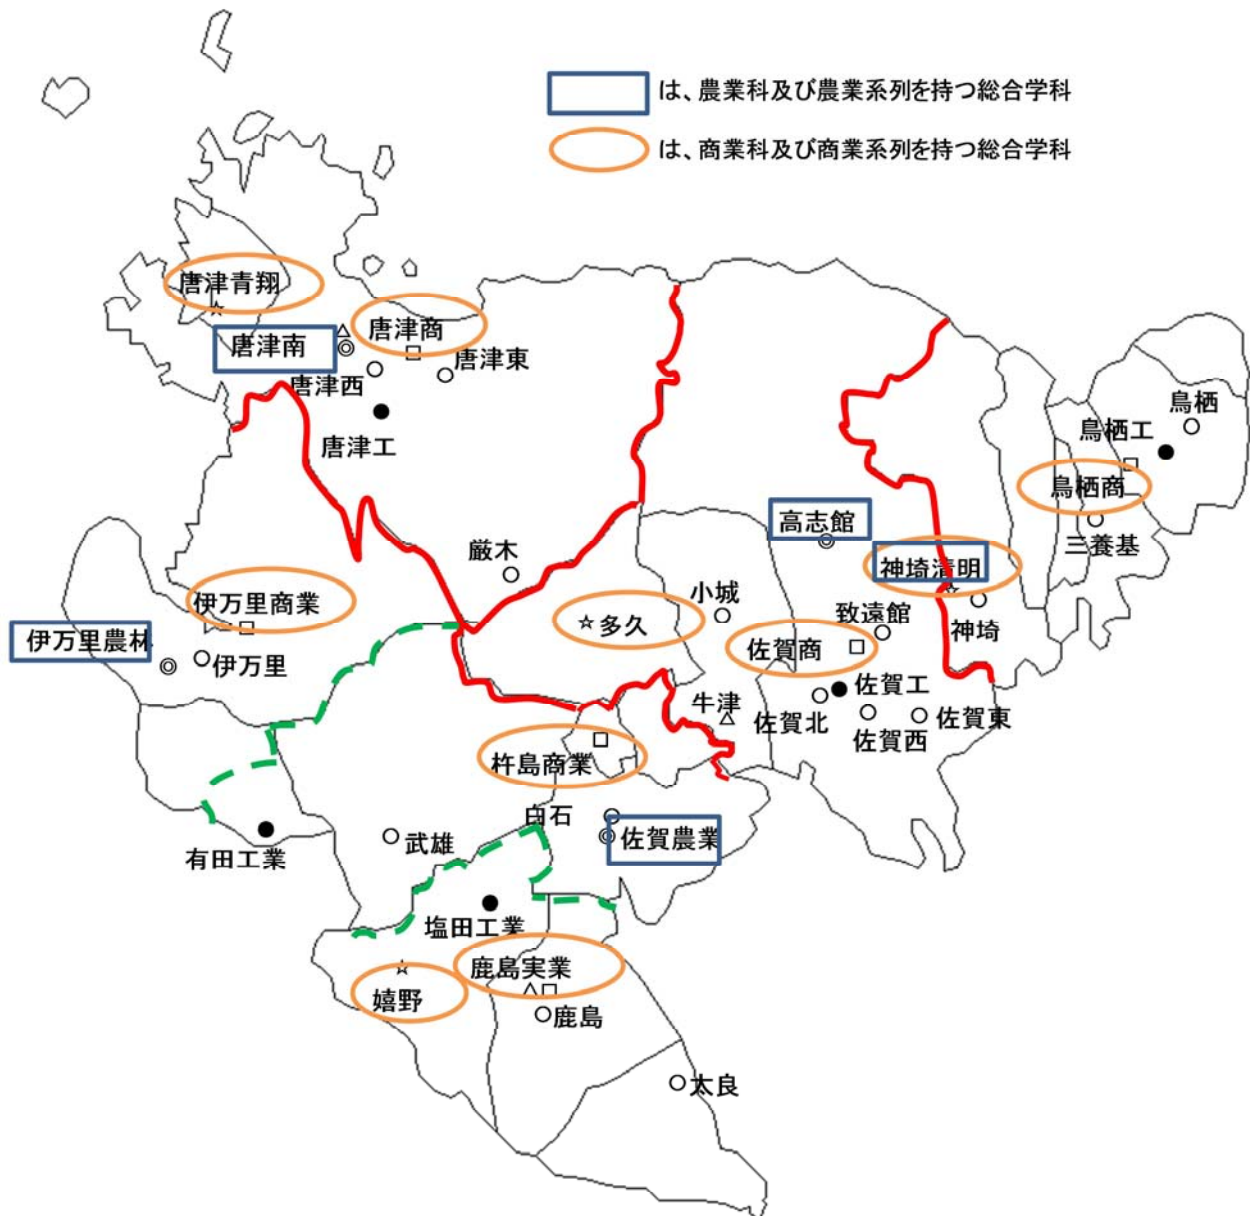 は、農業科及び農業系列を持つ総合学科
は、商業科及び商業系列を持つ総合学科
唐津青翔
唐津商
唐津南
唐津東
唐津西
唐津工
鳥栖
鳥栖工
鳥栖商
三養基
高志館
神埼清明
神埼
厳木
小城
多久
致遠館
佐賀商
伊万里商業
伊万里農林
伊万里
佐賀工
佐賀北
佐賀西
佐賀東
牛津
杵島商業
白石
佐賀農業
武雄
有田工業
塩田工業
鹿島実業
嬉野
鹿島
太良